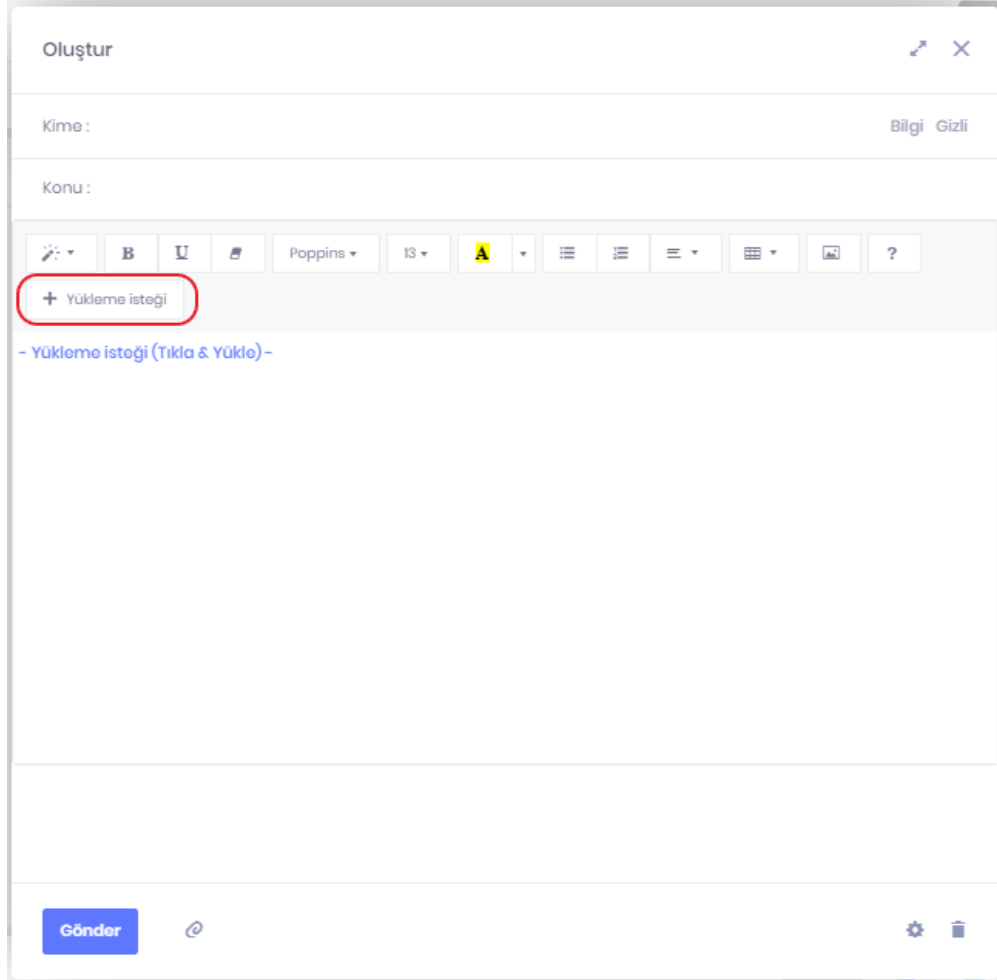 Oluştur
Kime :
Bilgi Gizli
Konu :
B U Poppins 13 A ?
+ Yükleme isteği
- Yükleme isteği (Tıkla & Yükle) -
Gönder